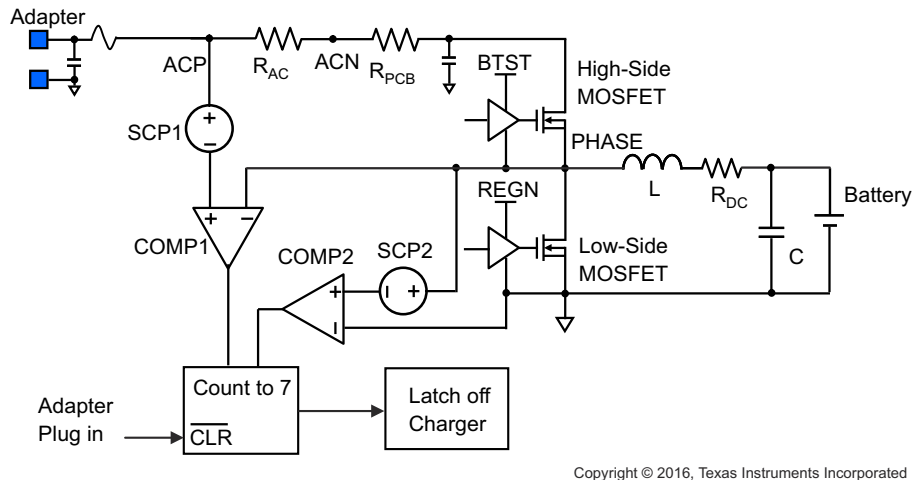 Adapter
ACP
R_AC
ACN
R_PCB
BTST
High-Side
MOSFET
SCP1
+
−
PHASE
REGN
L
R_DC
Battery
+
−
COMP1
COMP2
SCP2
Low-Side
MOSFET
C
+
−
−
+
Count to 7
CLR
Adapter
Plug in
Latch off
Charger
Copyright © 2016, Texas Instruments Incorporated